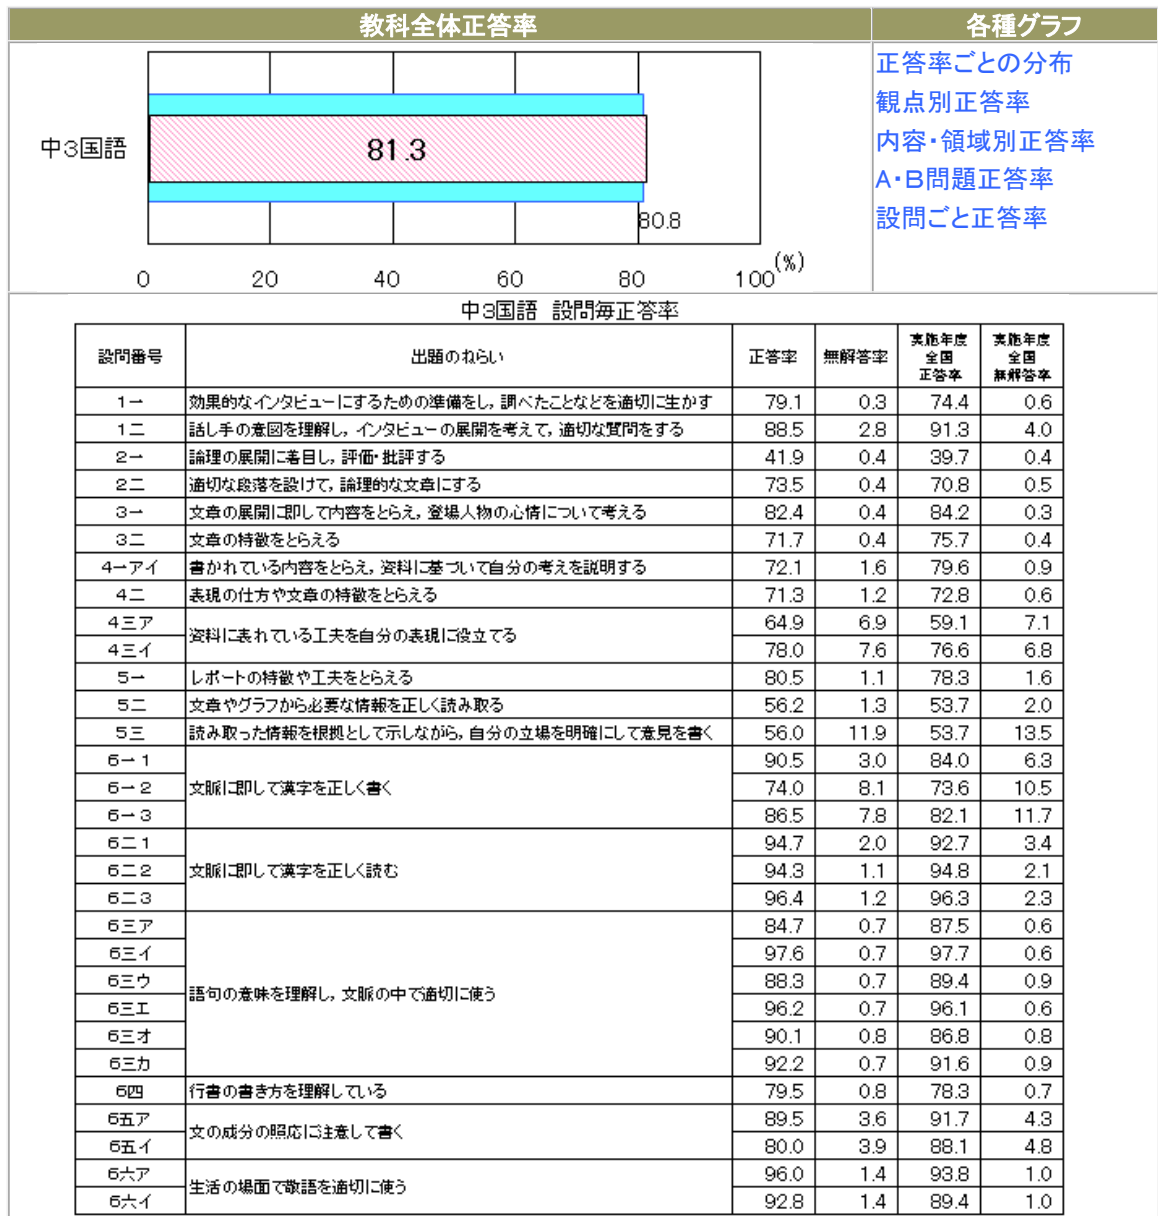 教科全体正答率 各種グラフ
正答率ごとの分布
観点別正答率
内容・領域別正答率
A・B問題正答率
設問ごと正答率
中3国語 81.3
80.8
0 20 40 60 80 100 (%)
中3国語 設問毎正答率
設問番号 出題のねらい 正答率 無解答率 実施年度全国正答率 実施年度全国無解答率
1一 効果的なインタビューにするための準備をし，調べたことなどを適切に生かす 79.1 0.3 74.4 0.6
1二 話し手の意図を理解し，インタビューの展開を考えて，適切な質問をする 88.5 2.8 91.3 4.0
2一 論理の展開に着目し，評価・批評する 41.9 0.4 39.7 0.4
2二 適切な段落を設けて，論理的な文章にする 73.5 0.4 70.8 0.5
3一 文章の展開に即して内容をとらえ，登場人物の心情について考える 82.4 0.4 84.2 0.3
3二 文章の特徴をとらえる 71.7 0.4 75.7 0.4
4一アイ 書かれている内容をとらえ，資料に基づいて自分の考えを説明する 72.1 1.6 79.6 0.9
4二 表現の仕方や文章の特徴をとらえる 71.3 1.2 72.8 0.6
4三ア 資料に表れている工夫を自分の表現に役立てる 64.9 6.9 59.1 7.1
4三イ 78.0 7.6 76.6 6.8
5一 レポートの特徴や工夫をとらえる 80.5 1.1 78.3 1.6
5二 文章やグラフから必要な情報を正しく読み取る 56.2 1.3 53.7 2.0
5三 読み取った情報を根拠として示しながら，自分の立場を明確にして意見を書く 56.0 11.9 53.7 13.5
6一1 90.5 3.0 84.0 6.3
6一2 文脈に即して漢字を正しく書く 74.0 8.1 73.6 10.5
6一3 86.5 7.8 82.1 11.7
6二1 94.7 2.0 92.7 3.4
6二2 文脈に即して漢字を正しく読む 94.3 1.1 94.8 2.1
6二3 96.4 1.2 96.3 2.3
6三ア 84.7 0.7 87.5 0.6
6三イ 97.6 0.7 97.7 0.6
6三ウ 語句の意味を理解し，文脈の中で適切に使う 88.3 0.7 89.4 0.9
6三エ 96.2 0.7 96.1 0.6
6三オ 90.1 0.8 86.8 0.8
6三カ 92.2 0.7 91.6 0.9
6四 行書の書き方を理解している 79.5 0.8 78.3 0.7
6五ア 文の成分の照応に注意して書く 89.5 3.6 91.7 4.3
6五イ 80.0 3.9 88.1 4.8
6六ア 生活の場面で敬語を適切に使う 96.0 1.4 93.8 1.0
6六イ 92.8 1.4 89.4 1.0